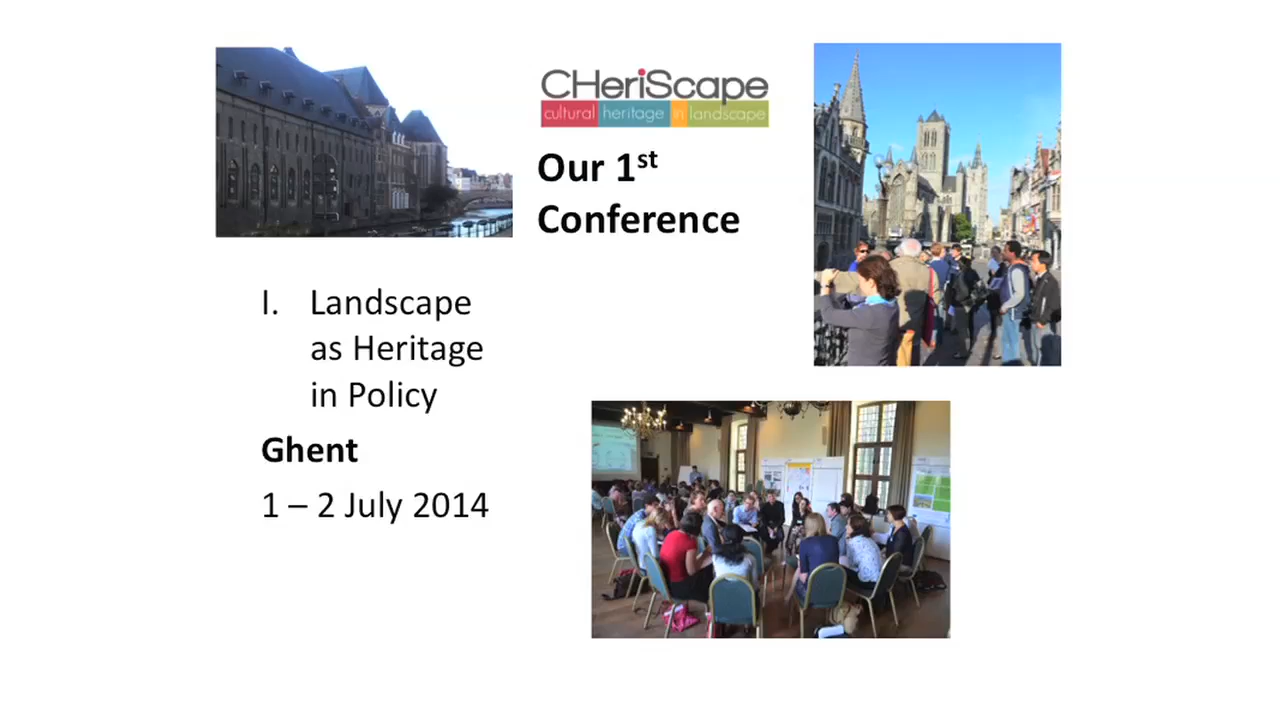 CHeriScape
cultural heritage in landscape
Our 1st
Conference
I. Landscape
as Heritage
in Policy
Ghent
1 – 2 July 2014